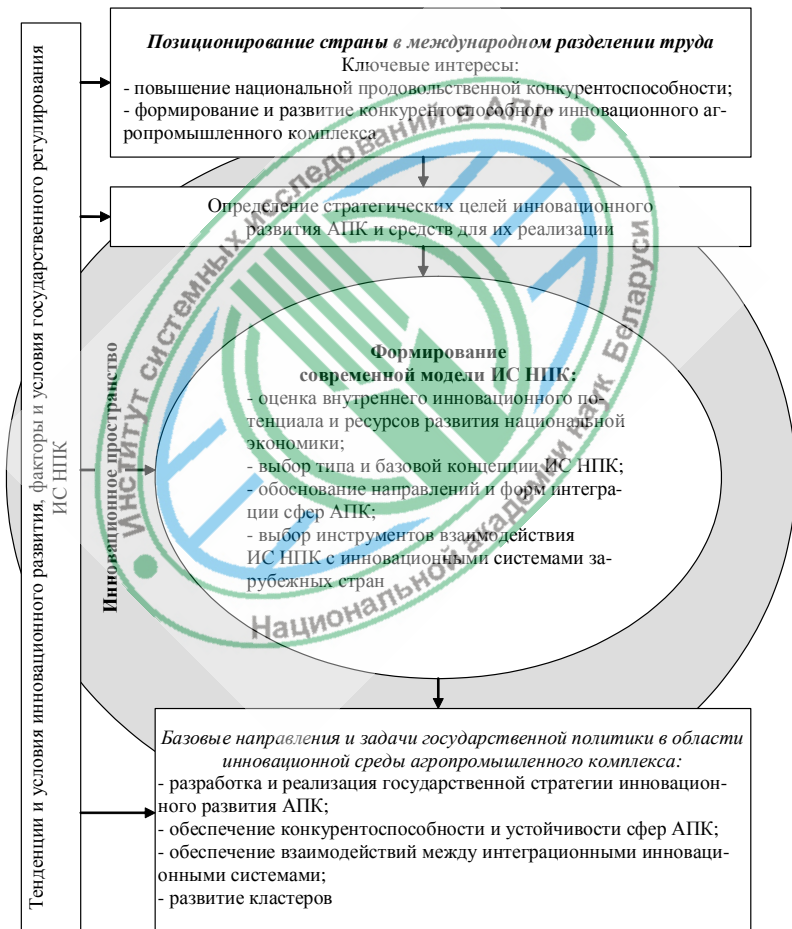 Позиционирование страны в международном разделении труда
Ключевые интересы:
- повышение национальной продовольственной конкурентоспособности;
- формирование и развитие конкурентоспособного инновационного аг-
ропромышленного комплекса
Определение стратегических целей инновационного
развития АПК и средств для их реализации
Формирование
современной модели ИС НПК:
- оценка внутреннего инновационного по-
тенциала и ресурсов развития национальной
экономики;
- выбор типа и базовой концепции ИС НПК;
- обоснование направлений и форм интегра-
ции сфер АПК;
- выбор инструментов взаимодействия
ИС НПК с инновационными системами за-
рубежных стран
Инновационное пространство
Тенденции и условия инновационного развития, факторы и условия государственного регулирования
ИС НПК
Базовые направления и задачи государственной политики в области
инновационной среды агропромышленного комплекса:
- разработка и реализация государственной стратегии инновацион-
ного развития АПК;
- обеспечение конкурентоспособности и устойчивости сфер АПК;
- обеспечение взаимодействий между интеграционными инноваци-
онными системами;
- развитие кластеров
Институт системных исследований в АПК
Национальной академии наук Беларуси